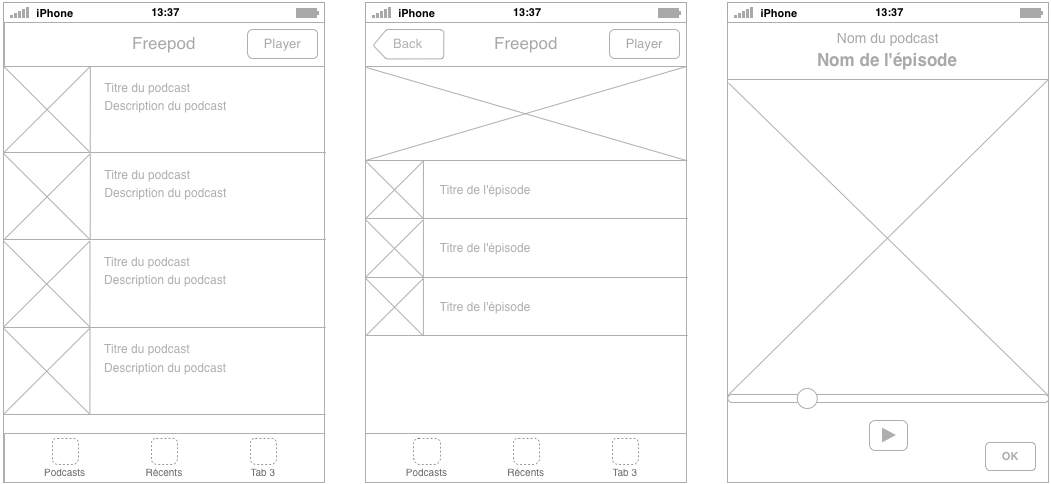 iPhone 13:37
Freepod Player
Titre du podcast
Description du podcast
Titre du podcast
Description du podcast
Titre du podcast
Description du podcast
Titre du podcast
Description du podcast
Podcasts Récents Tab 3
iPhone 13:37
Back Freepod Player
Titre de l'épisode
Titre de l'épisode
Titre de l'épisode
Podcasts Récents Tab 3
iPhone 13:37
Nom du podcast
Nom de l'épisode
OK